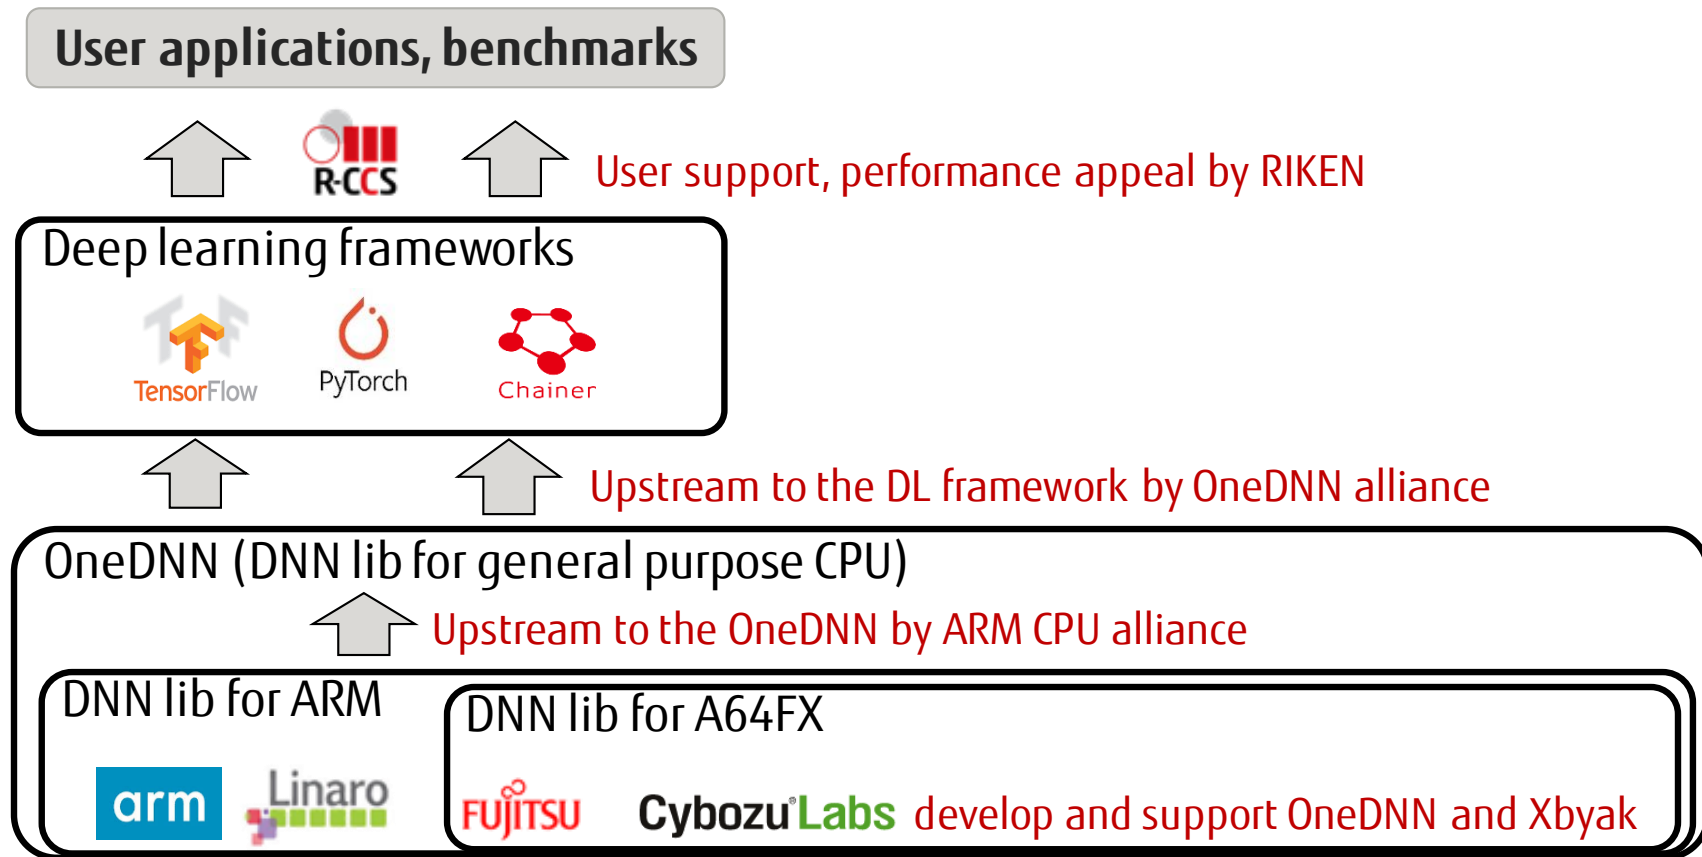 User applications, benchmarks
R-CCS
User support, performance appeal by RIKEN
Deep learning frameworks
TensorFlow
PyTorch
Chainer
Upstream to the DL framework by OneDNN alliance
OneDNN (DNN lib for general purpose CPU)
Upstream to the OneDNN by ARM CPU alliance
DNN lib for ARM
DNN lib for A64FX
arm
Linaro
FUJITSU
Cybozu Labs develop and support OneDNN and Xbyak